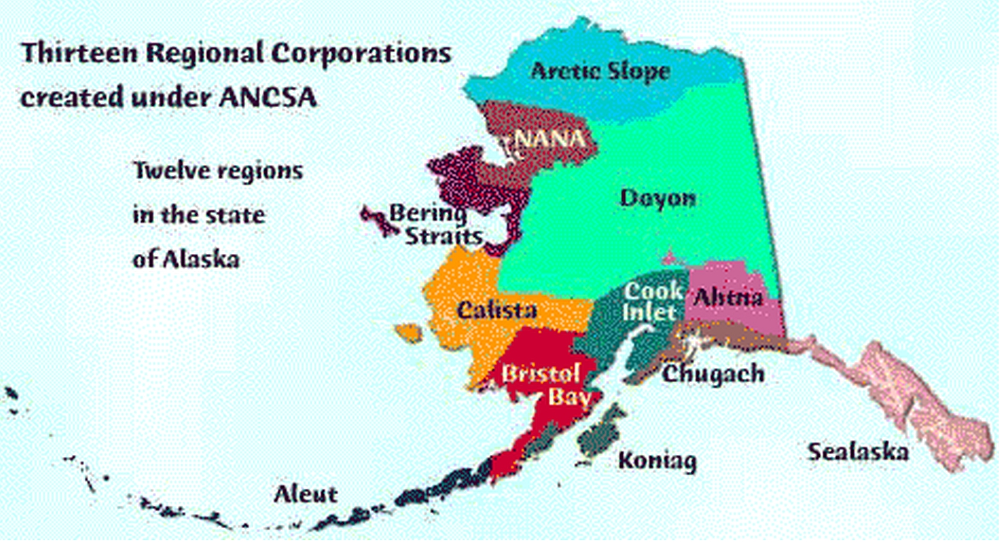 Thirteen Regional Corporations
created under ANCSA
Twelve regions
in the state
of Alaska
Arctic Slope
NANA
Bering
Straits
Doyon
Calista
Cook
Inlet
Ahtna
Bristol
Bay
Chugach
Koniag
Sealaska
Aleut